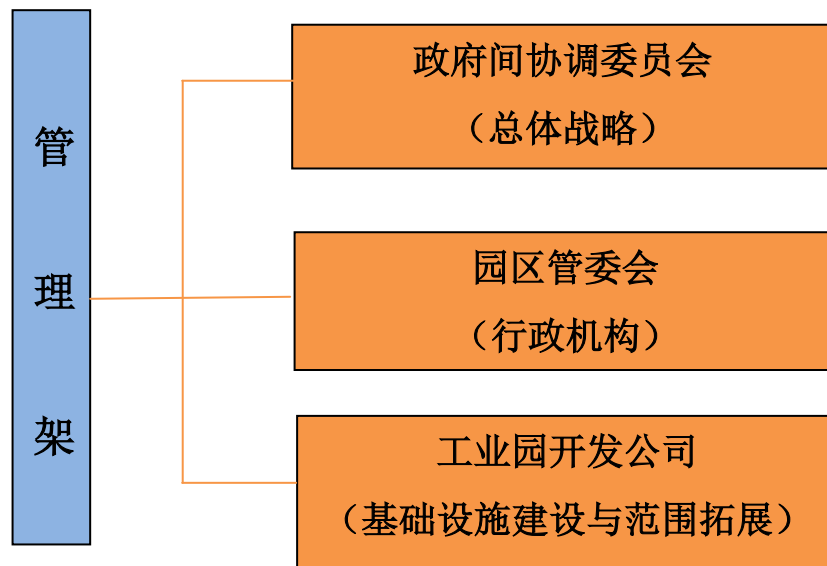 管
理
架
政府间协调委员会
（总体战略）
园区管委会
（行政机构）
工业园开发公司
（基础设施建设与范围拓展）